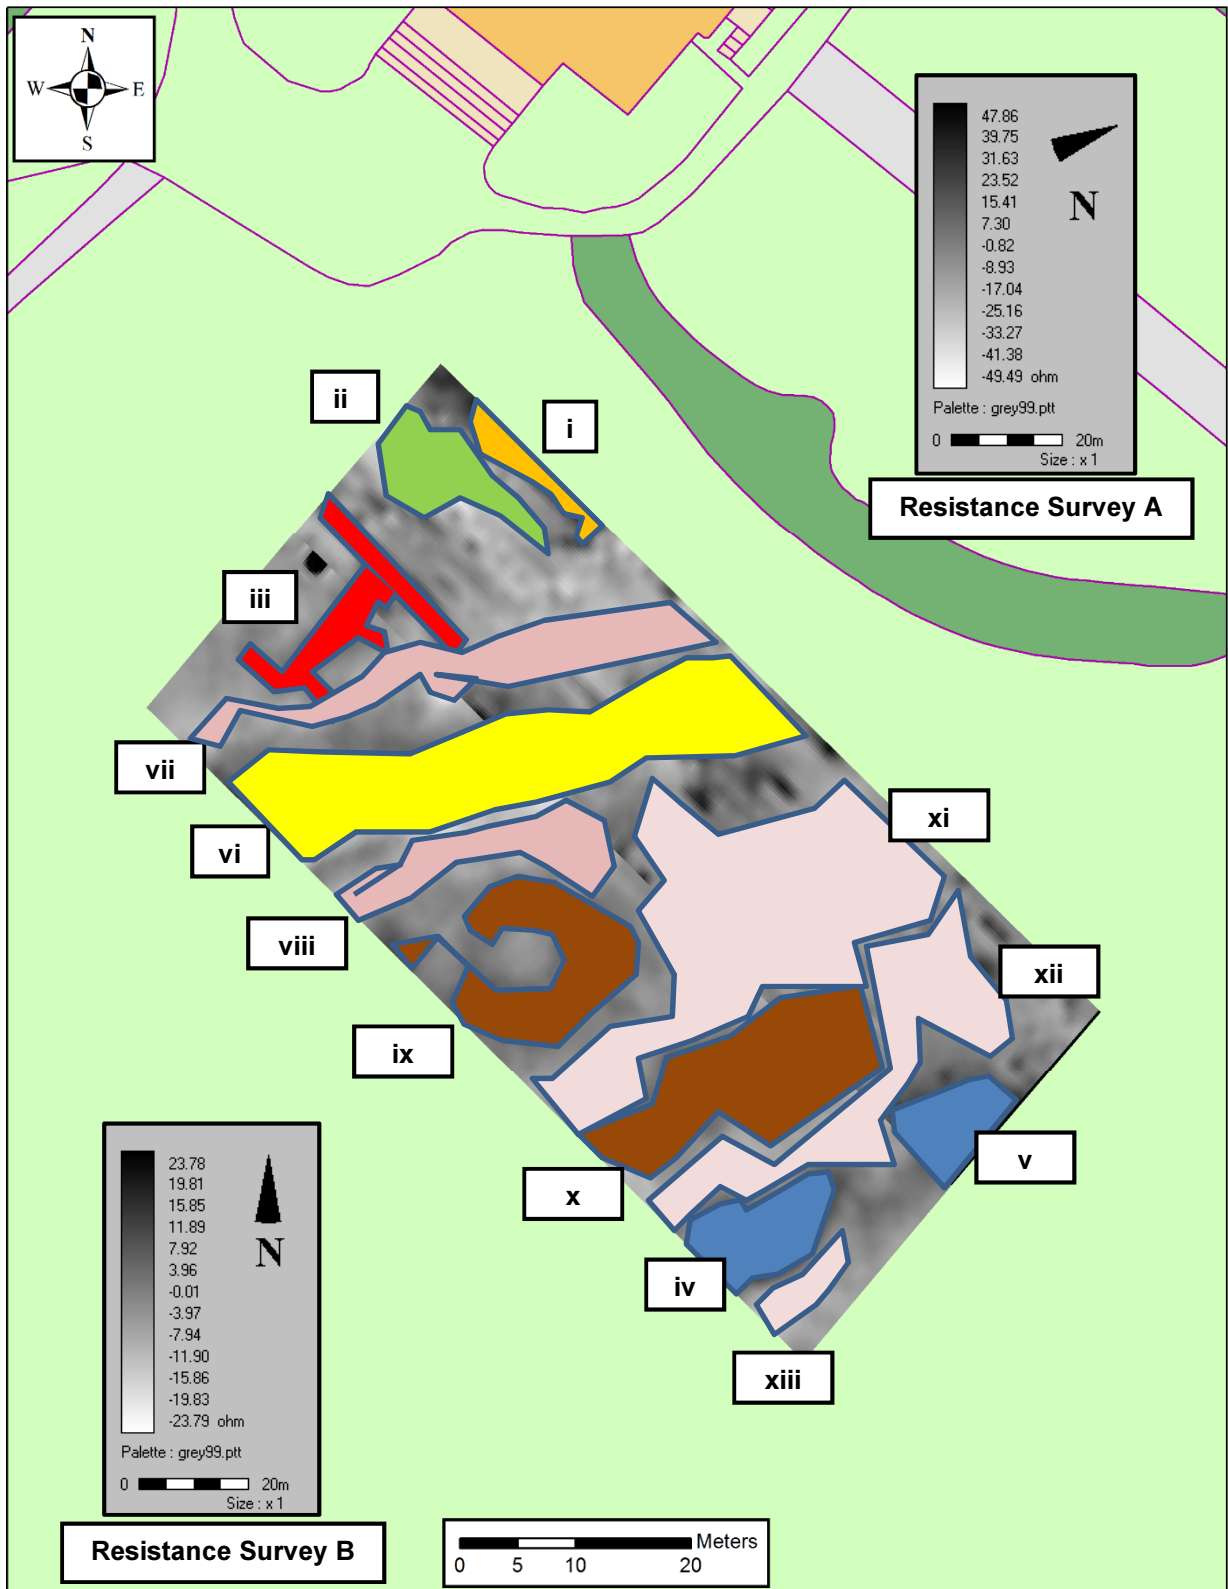 N
W E
S
47.86
39.75
31.63
23.52
15.41
7.30
-0.82
-8.93
-17.04
-25.16
-33.27
-41.38
-49.49 ohm
N
Palette : grey99.ptt
0 20m
Size : x 1
Resistance Survey A
ii
i
iii
vii
vi
viii
ix
xi
xii
v
x
iv
xiii
23.78
19.81
15.85
11.89
7.92
3.96
-0.01
-3.97
-7.94
-11.90
-15.86
-19.83
-23.79 ohm
N
Palette : grey99.ptt
0 20m
Size : x 1
Resistance Survey B
Meters
0 5 10 20